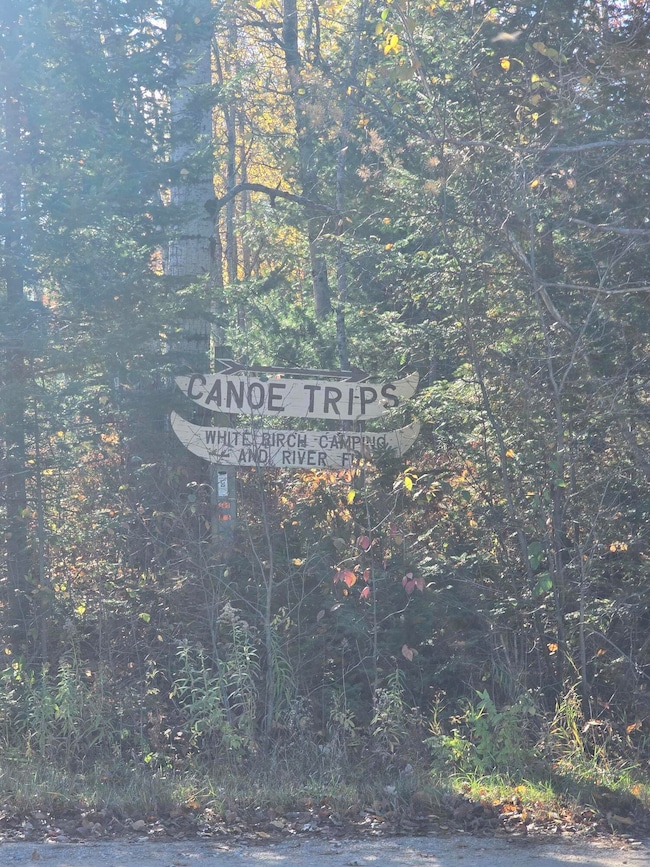 CANOE TRIPS
WHITE BIRCH CAMPING
AND RIVER